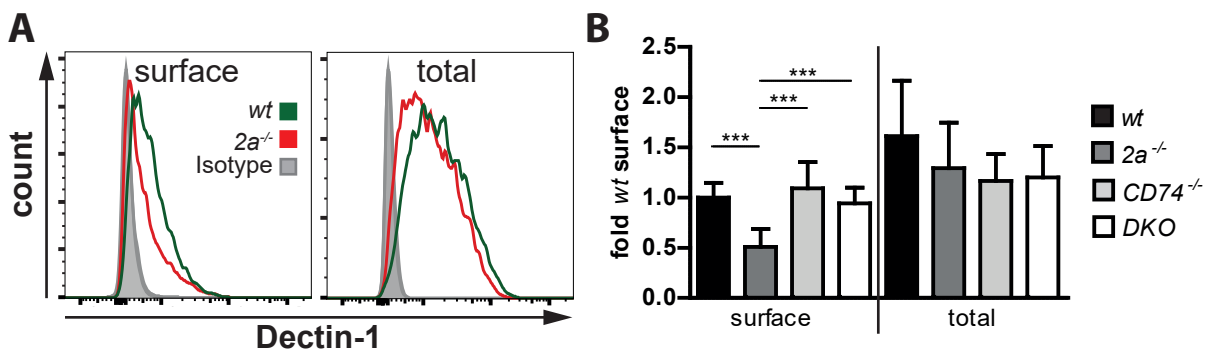 A
surface
wt
2a-/-
Isotype
total
count
Dectin-1
B
2.5
2.0
1.5
1.0
0.5
0.0
fold wt surface
***
***
***
surface
total
wt
2a-/-
CD74-/-
DKO